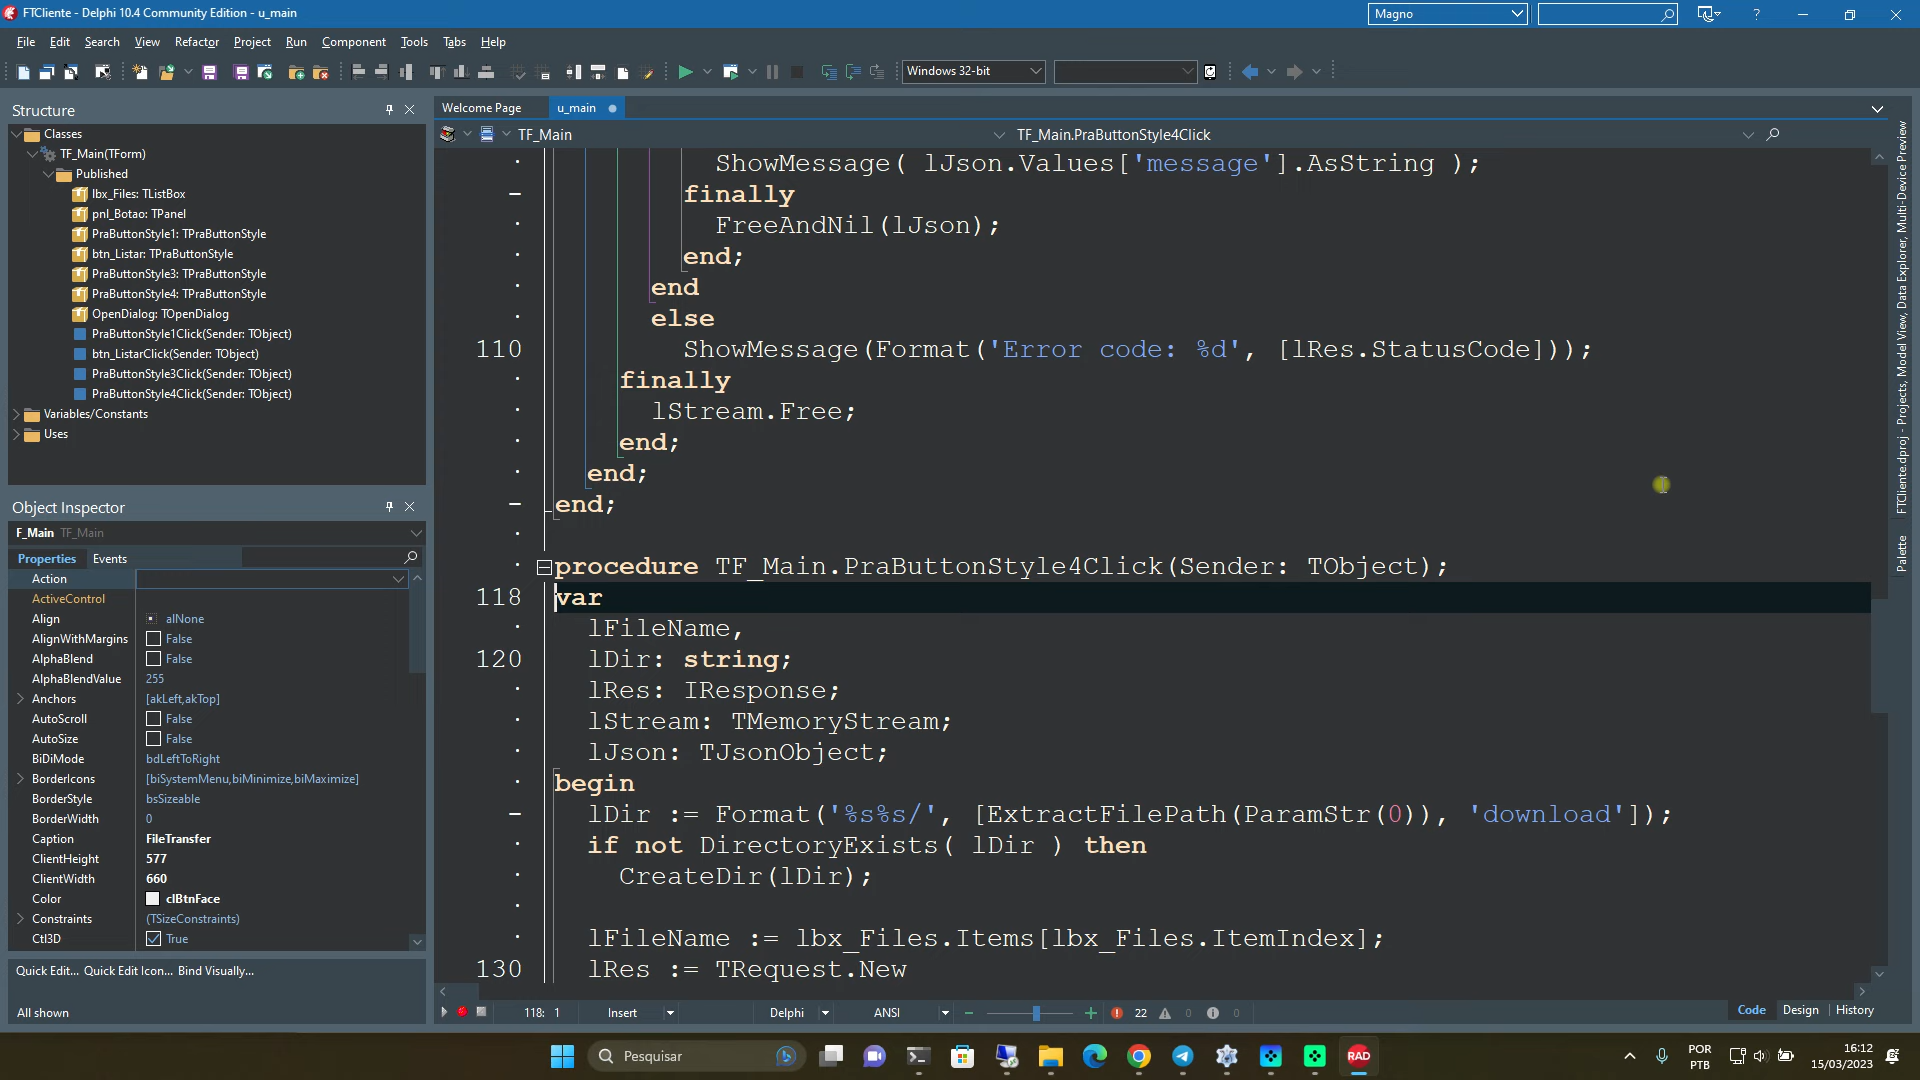 FTCliente - Delphi 10.4 Community Edition - u_main
Magno
File Edit Search View Refactor Project Run Component Tools Tabs Help
Windows 32-bit
Structure
Classes
TF_Main(TForm)
Published
lbx_Files: TListBox
pnl_Botao: TPanel
PraButtonStyle1: TPraButtonStyle
btn_Listar: TPraButtonStyle
PraButtonStyle3: TPraButtonStyle
PraButtonStyle4: TPraButtonStyle
OpenDialog: TOpenDialog
PraButtonStyle1Click(Sender: TObject)
btn_ListarClick(Sender: TObject)
PraButtonStyle3Click(Sender: TObject)
PraButtonStyle4Click(Sender: TObject)
Variables/Constants
Uses
Object Inspector
F_Main TF_Main
Properties Events
Action
ActiveControl
Align alNone
AlignWithMargins False
AlphaBlend False
AlphaBlendValue 255
Anchors [akLeft,akTop]
AutoScroll False
AutoSize False
BiDiMode bdLeftToRight
BorderIcons [biSystemMenu,biMinimize,biMaximize]
BorderStyle bsSizeable
BorderWidth 0
Caption FileTransfer
ClientHeight 577
ClientWidth 660
Color clBtnFace
Constraints (TSizeConstraints)
Ctl3D True
Quick Edit... Quick Edit Icon... Bind Visually...
All shown
Welcome Page u_main
TF_Main TF_Main.PraButtonStyle4Click
ShowMessage( lJson.Values['message'].AsString );
finally
FreeAndNil(lJson);
end;
end
else
110 ShowMessage(Format('Error code: %d', [lRes.StatusCode]));
finally
lStream.Free;
end;
end;
end;
procedure TF_Main.PraButtonStyle4Click(Sender: TObject);
118 var
lFileName,
120 lDir: string;
lRes: IResponse;
lStream: TMemoryStream;
lJson: TJsonObject;
begin
lDir := Format('%s%s/', [ExtractFilePath(ParamStr(0)), 'download']);
if not DirectoryExists( lDir ) then
CreateDir(lDir);
lFileName := lbx_Files.Items[lbx_Files.ItemIndex];
130 lRes := TRequest.New
118: 1 Insert Delphi ANSI 22 0 0
Code Design History
FTCliente.dproj - Projects, Model View, Data Explorer, Multi-Device Preview
Palette
Pesquisar
RAD
POR
PTB
16:12
15/03/2023